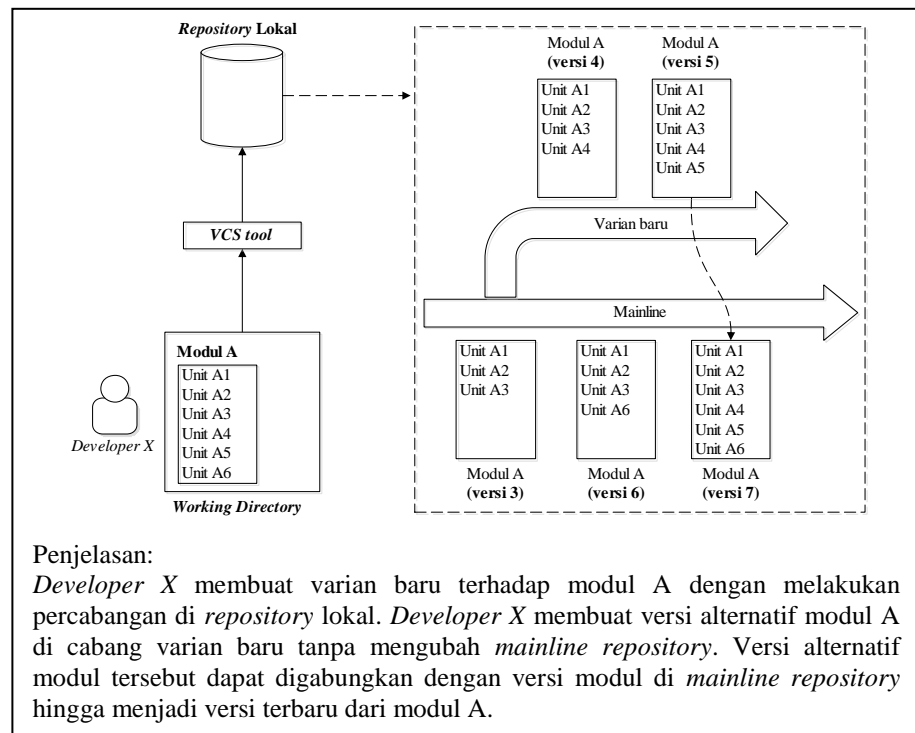 Repository Lokal
Modul A
(versi 4)
Modul A
(versi 5)
Unit A1
Unit A2
Unit A3
Unit A4
Unit A1
Unit A2
Unit A3
Unit A4
Unit A5
VCS tool
Varian baru
Mainline
Modul A
Unit A1
Unit A2
Unit A3
Unit A4
Unit A5
Unit A6
Developer X
Working Directory
Unit A1
Unit A2
Unit A3
Unit A1
Unit A2
Unit A3
Unit A6
Unit A1
Unit A2
Unit A3
Unit A4
Unit A5
Unit A6
Modul A
(versi 3)
Modul A
(versi 6)
Modul A
(versi 7)
Penjelasan:
Developer X membuat varian baru terhadap modul A dengan melakukan
percabangan di repository lokal. Developer X membuat versi alternatif modul A
di cabang varian baru tanpa mengubah mainline repository. Versi alternatif
modul tersebut dapat digabungkan dengan versi modul di mainline repository
hingga menjadi versi terbaru dari modul A.